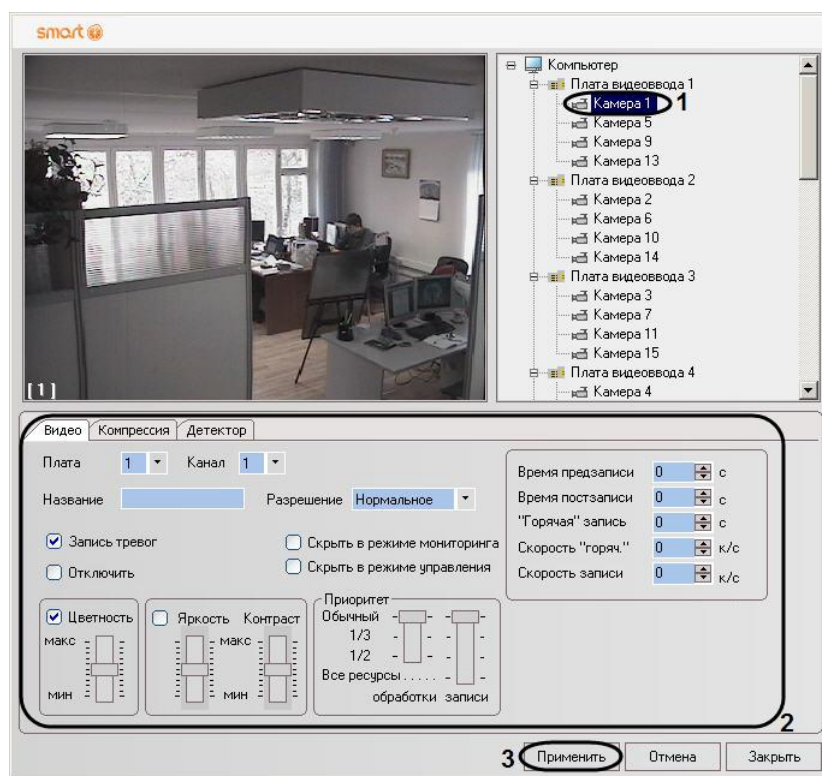 smart
Компьютер
Плата видеоввода 1
Камера 1
1
Камера 5
Камера 9
Камера 13
Плата видеоввода 2
Камера 2
Камера 6
Камера 10
Камера 14
Плата видеоввода 3
Камера 3
Камера 7
Камера 11
Камера 15
Плата видеоввода 4
Камера 4
[1]
Видео Компрессия Детектор
Плата 1 Канал 1
Название Разрешение Нормальное
Запись тревог
Отключить
Скрыть в режиме мониторинга
Скрыть в режиме управления
Время предзаписи 0 с
Время постзаписи 0 с
"Горячая" запись 0 с
Скорость "горяч." 0 к/с
Скорость записи 0 к/с
Цветность
макс
мин
Яркость Контраст
макс
мин
Приоритет
Обычный
1/3
1/2
Все ресурсы.....
обработки записи
2
3 Применить Отмена Закрыть